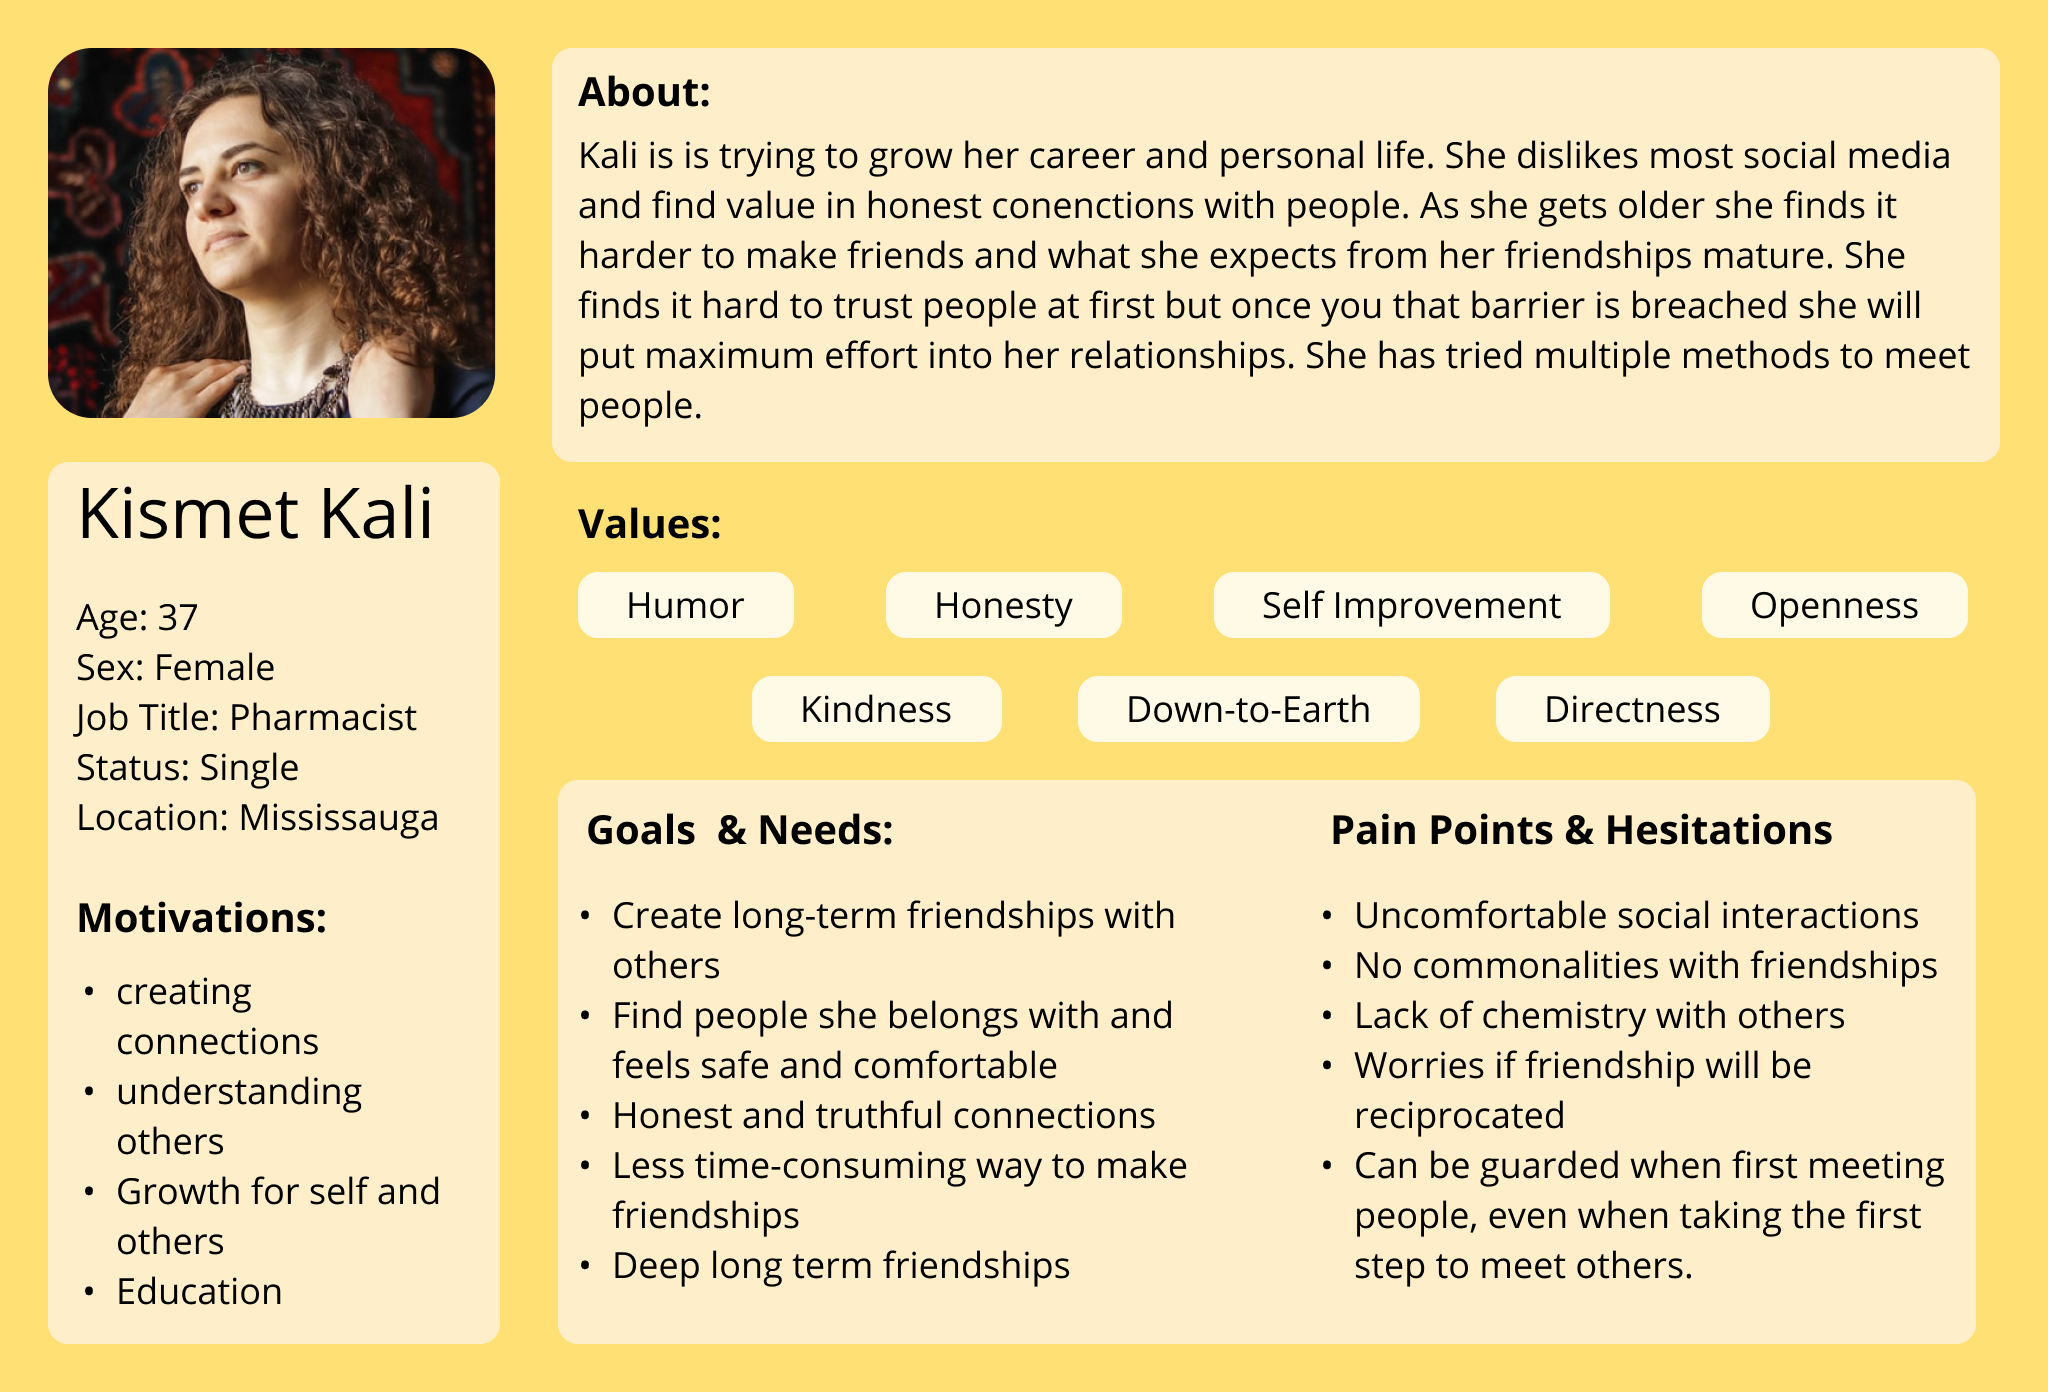 About:
Kali is is trying to grow her career and personal life. She dislikes most social media
and find value in honest conenctions with people. As she gets older she finds it
harder to make friends and what she expects from her friendships mature. She
finds it hard to trust people at first but once you that barrier is breached she will
put maximum effort into her relationships. She has tried multiple methods to meet
people.
Kismet Kali
Age: 37
Sex: Female
Job Title: Pharmacist
Status: Single
Location: Mississauga
Motivations:
• creating
connections
• understanding
others
• Growth for self and
others
• Education
Values:
Humor
Honesty
Self Improvement
Openness
Kindness
Down-to-Earth
Directness
Goals  & Needs:
• Create long-term friendships with
others
• Find people she belongs with and
feels safe and comfortable
• Honest and truthful connections
• Less time-consuming way to make
friendships
• Deep long term friendships
Pain Points & Hesitations
• Uncomfortable social interactions
• No commonalities with friendships
• Lack of chemistry with others
• Worries if friendship will be
reciprocated
• Can be guarded when first meeting
people, even when taking the first
step to meet others.